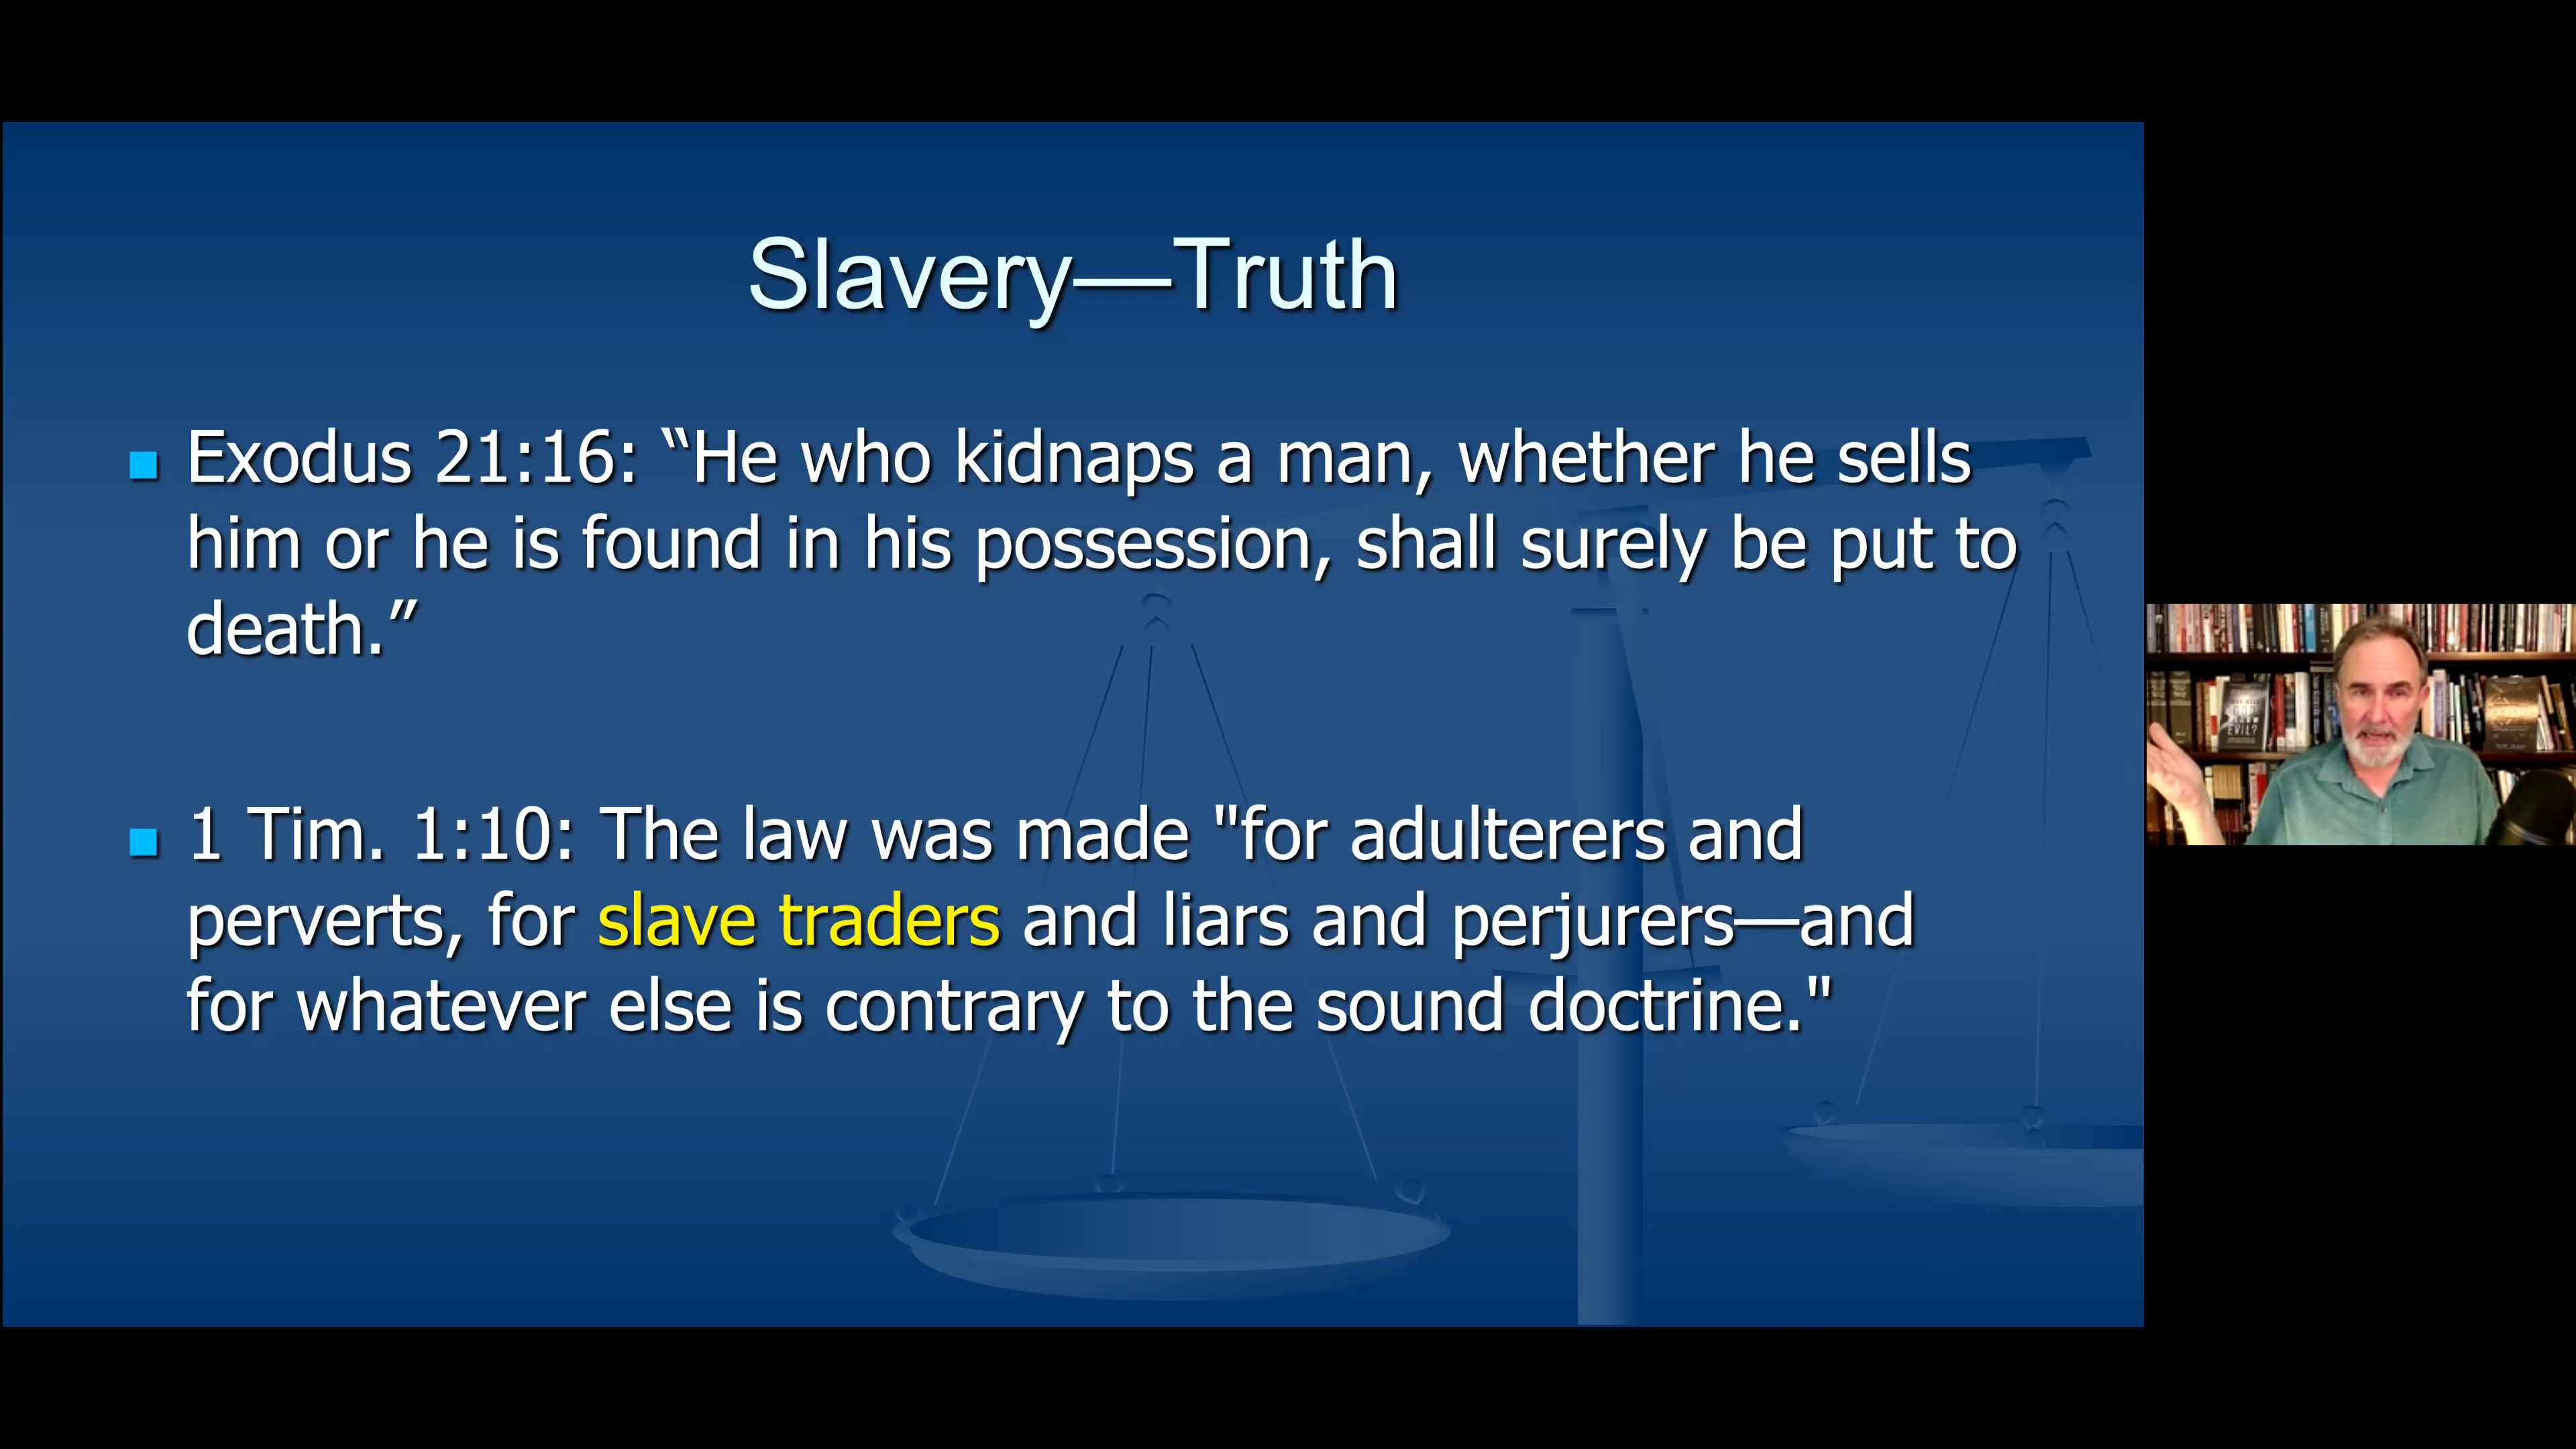 Slavery—Truth
Exodus 21:16: “He who kidnaps a man, whether he sells
him or he is found in his possession, shall surely be put to
death.”
1 Tim. 1:10: The law was made "for adulterers and
perverts, for slave traders and liars and perjurers—and
for whatever else is contrary to the sound doctrine."
EVIL?